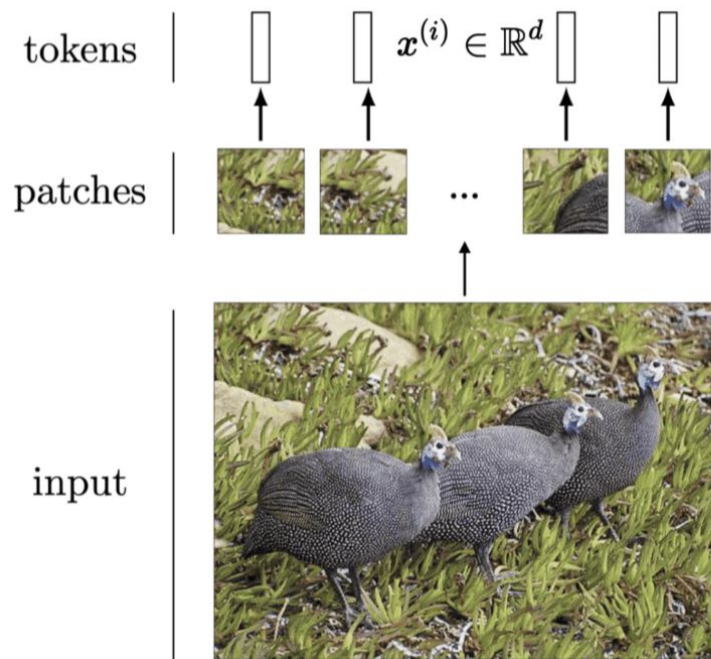 tokens
x^{(i)} ∈ ℝ^d
patches
...
input